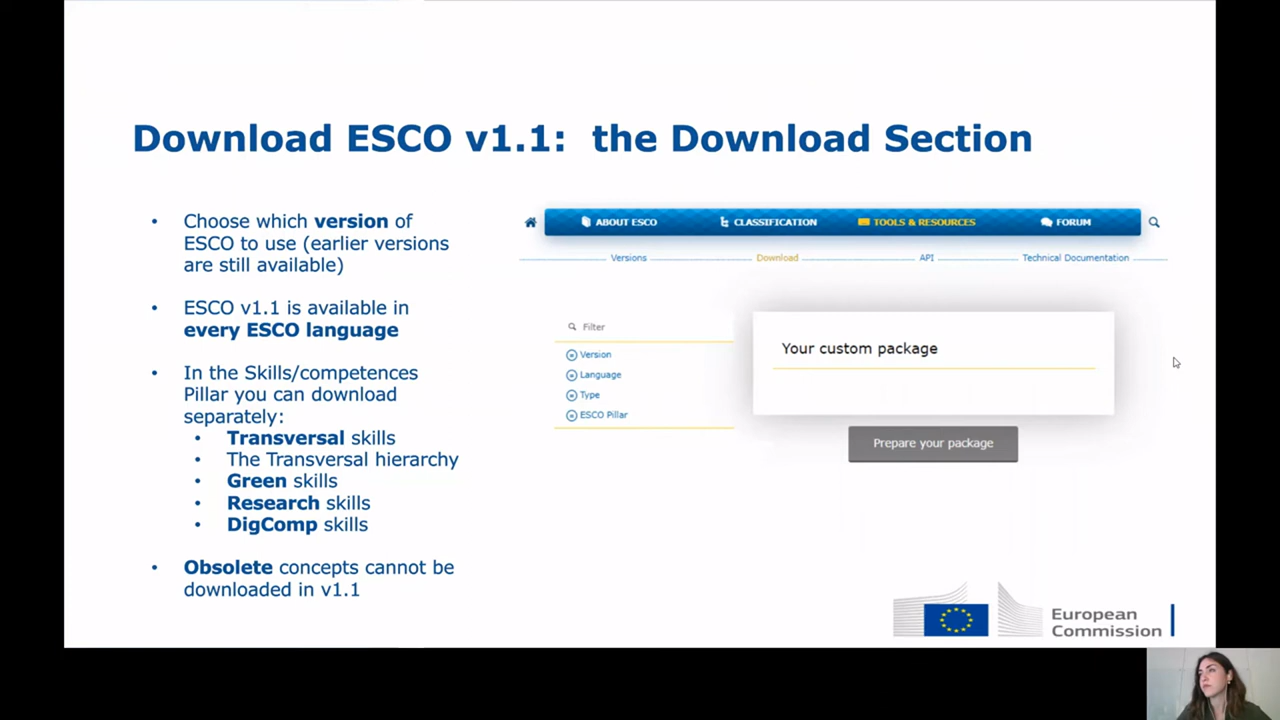 Download ESCO v1.1:  the Download Section
• Choose which version of
ESCO to use (earlier versions
are still available)
• ESCO v1.1 is available in
every ESCO language
• In the Skills/competences
Pillar you can download
separately:
• Transversal skills
• The Transversal hierarchy
• Green skills
• Research skills
• DigComp skills
• Obsolete concepts cannot be
downloaded in v1.1
ABOUT ESCO CLASSIFICATION TOOLS & RESOURCES FORUM
Versions Download API Technical Documentation
Filter
Version
Language
Type
ESCO Pillar
Your custom package
Prepare your package
European
Commission